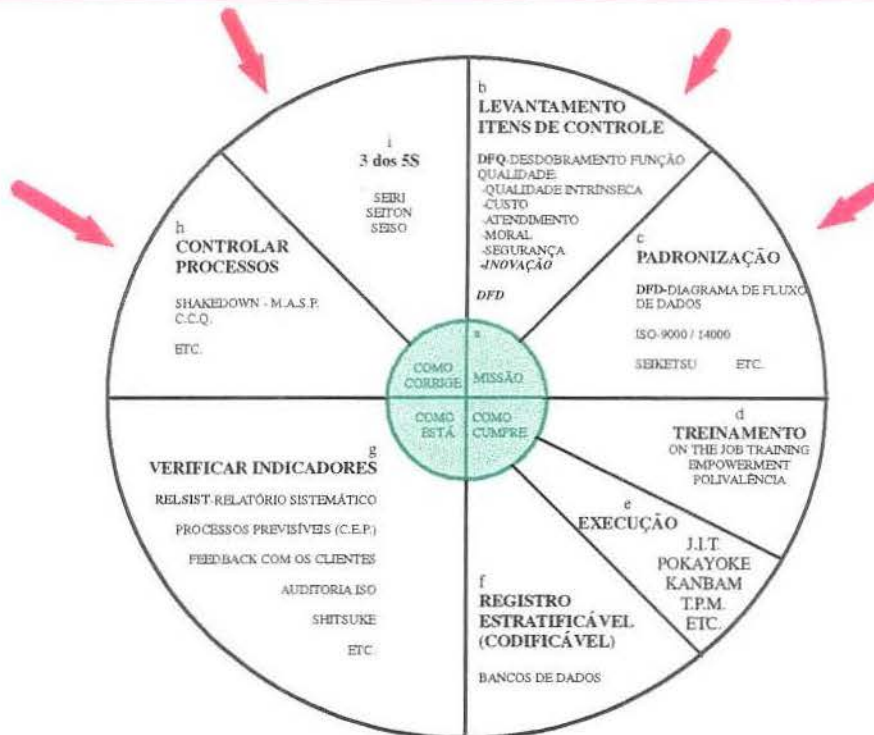 a
MISSÃO
COMO
CUMPRE
COMO
ESTÁ
COMO
CORRIGE
b
LEVANTAMENTO
ITENS DE CONTROLE
DFQ-DESDOBRAMENTO FUNÇÃO
QUALIDADE:
-QUALIDADE INTRÍNSECA
-CUSTO
-ATENDIMENTO
-MORAL
-SEGURANÇA
-INOVAÇÃO
DFD
c
PADRONIZAÇÃO
DFD-DIAGRAMA DE FLUXO
DE DADOS
ISO-9000 / 14000
SEIKETSU ETC.
d
TREINAMENTO
ON THE JOB TRAINING
EMPOWERMENT
POLIVALÊNCIA
e
EXECUÇÃO
J.I.T.
POKAYOKE
KANBAM
T.P.M.
ETC.
f
REGISTRO
ESTRATIFICÁVEL
(CODIFICÁVEL)
BANCOS DE DADOS
g
VERIFICAR INDICADORES
RELSIST-RELATÓRIO SISTEMÁTICO
PROCESSOS PREVISÍVEIS (C.E.P.)
FEEDBACK COM OS CLIENTES
AUDITORIA ISO
SHITSUKE
ETC.
h
CONTROLAR
PROCESSOS
SHAKEDOWN - M.A.S.P.
C.C.Q.
ETC.
i
3 dos 5S
SEIRI
SEITON
SEISO